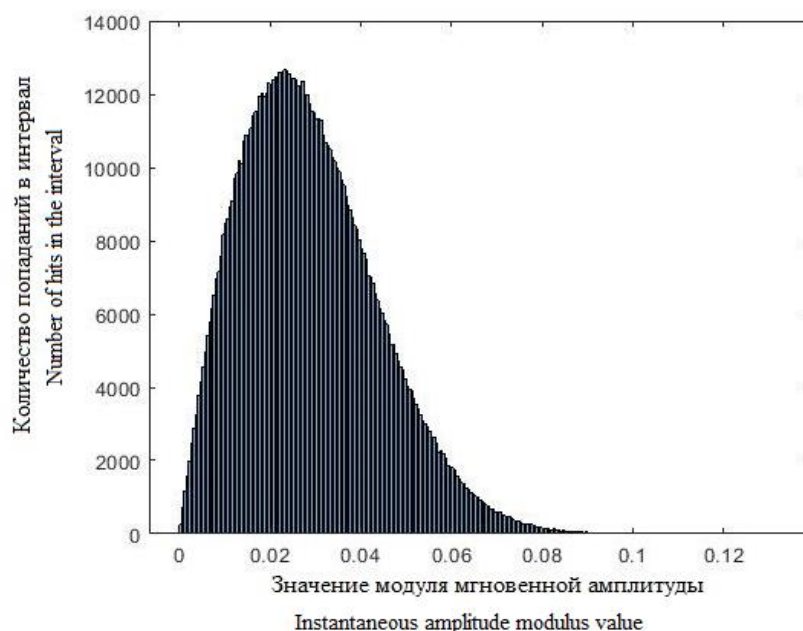 Количество попаданий в интервал
Number of hits in the interval
14000
12000
10000
8000
6000
4000
2000
0
0 0.02 0.04 0.06 0.08 0.1 0.12
Значение модуля мгновенной амплитуды
Instantaneous amplitude modulus value